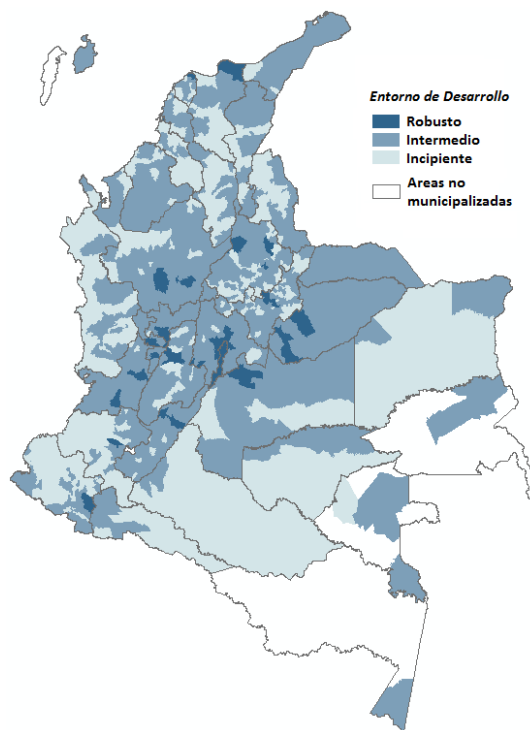 Entorno de Desarrollo
Robusto
Intermedio
Incipiente
Areas no
municipalizadas